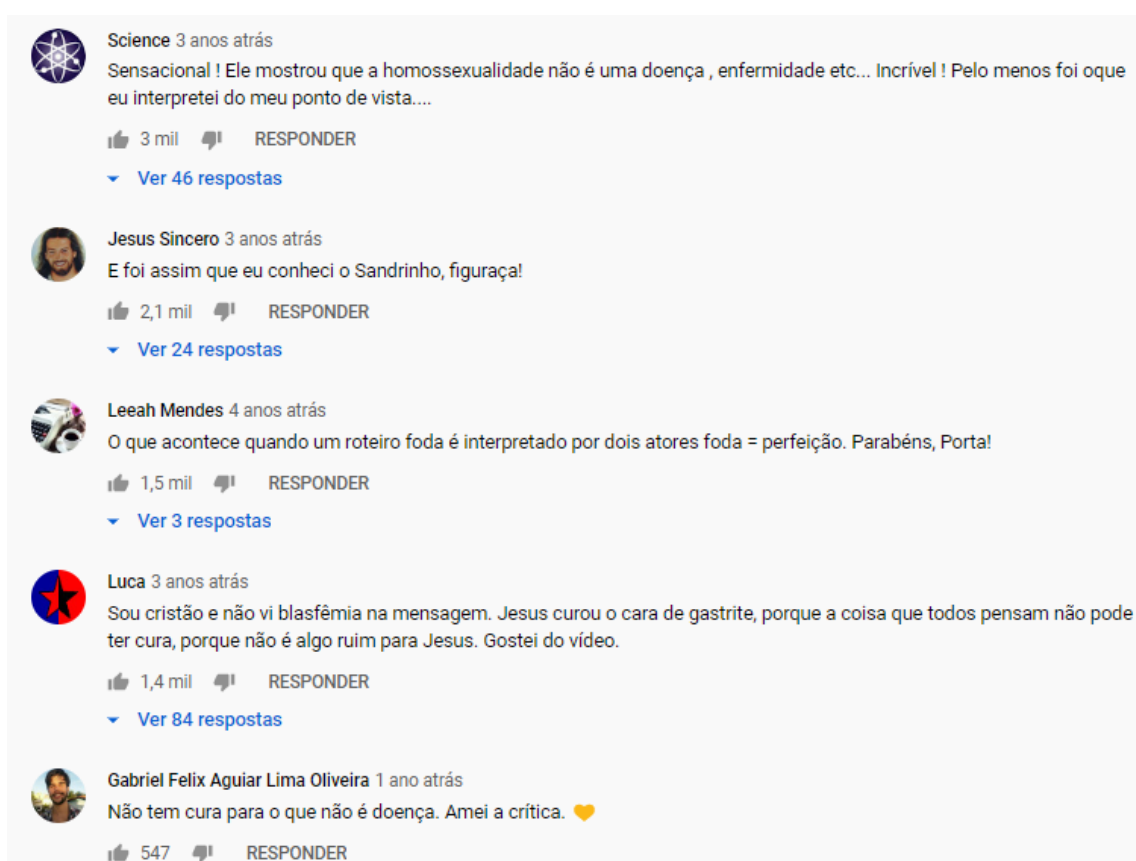 Science 3 anos atrás
Sensacional ! Ele mostrou que a homossexualidade não é uma doença , enfermidade etc... Incrível ! Pelo menos foi oque
eu interpretei do meu ponto de vista....
3 mil RESPONDER
Ver 46 respostas
Jesus Sincero 3 anos atrás
E foi assim que eu conheci o Sandrinho, figuraça!
2,1 mil RESPONDER
Ver 24 respostas
Leeah Mendes 4 anos atrás
O que acontece quando um roteiro foda é interpretado por dois atores foda = perfeição. Parabéns, Porta!
1,5 mil RESPONDER
Ver 3 respostas
Luca 3 anos atrás
Sou cristão e não vi blasfêmia na mensagem. Jesus curou o cara de gastrite, porque a coisa que todos pensam não pode
ter cura, porque não é algo ruim para Jesus. Gostei do vídeo.
1,4 mil RESPONDER
Ver 84 respostas
Gabriel Felix Aguiar Lima Oliveira 1 ano atrás
Não tem cura para o que não é doença. Amei a crítica. 💛
547 RESPONDER